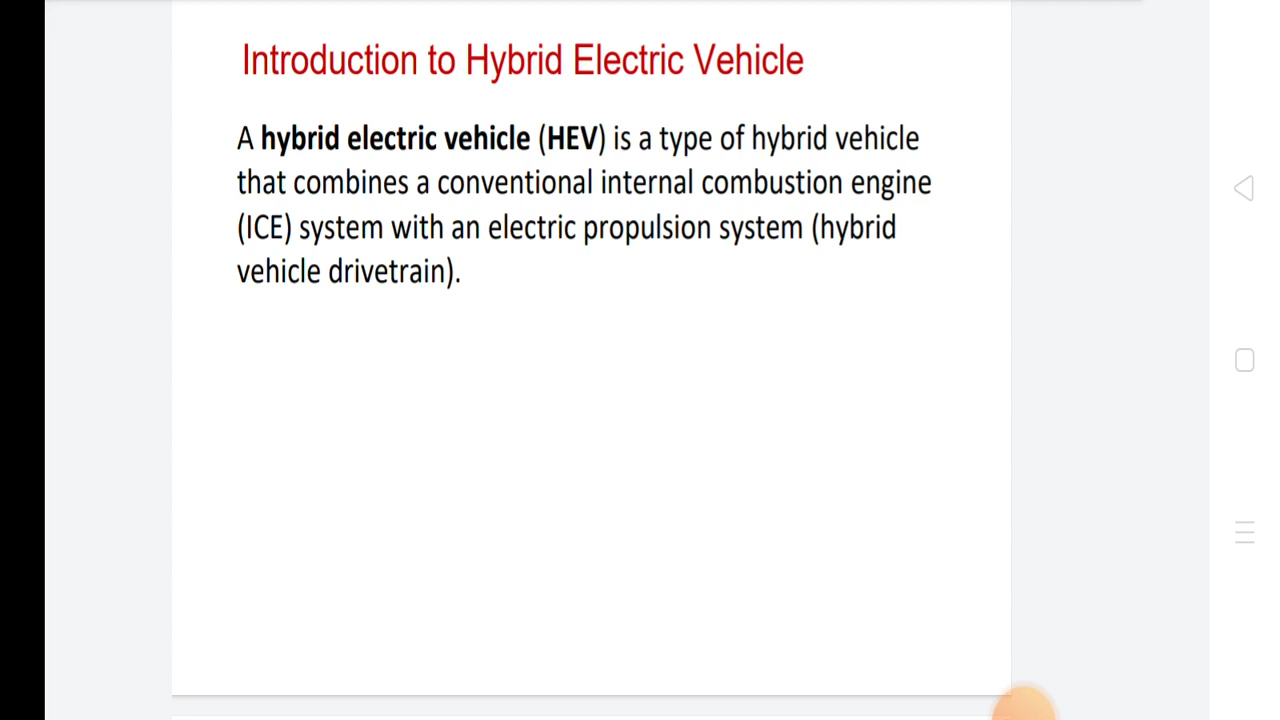 Introduction to Hybrid Electric Vehicle
A hybrid electric vehicle (HEV) is a type of hybrid vehicle
that combines a conventional internal combustion engine
(ICE) system with an electric propulsion system (hybrid
vehicle drivetrain).